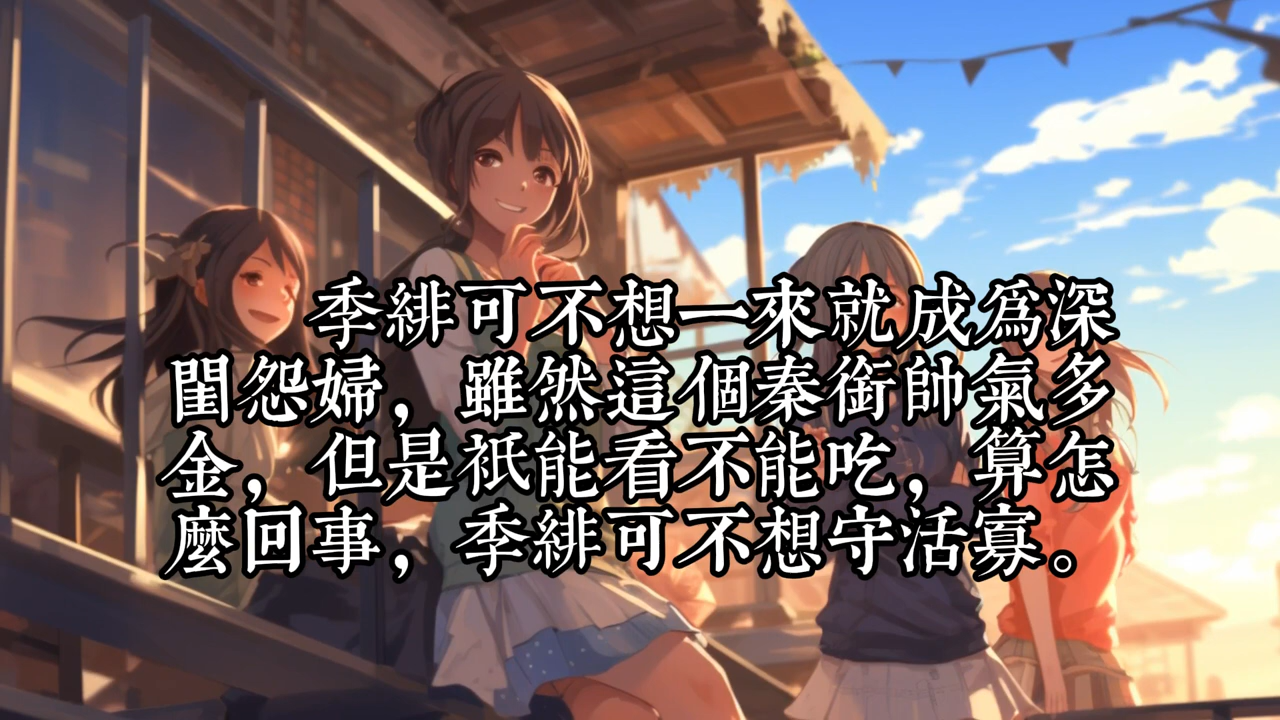 季緋可不想一來就成爲深
閨怨婦，雖然這個秦銜帥氣多
金，但是祇能看不能吃，算怎
麼回事，季緋可不想守活寡。